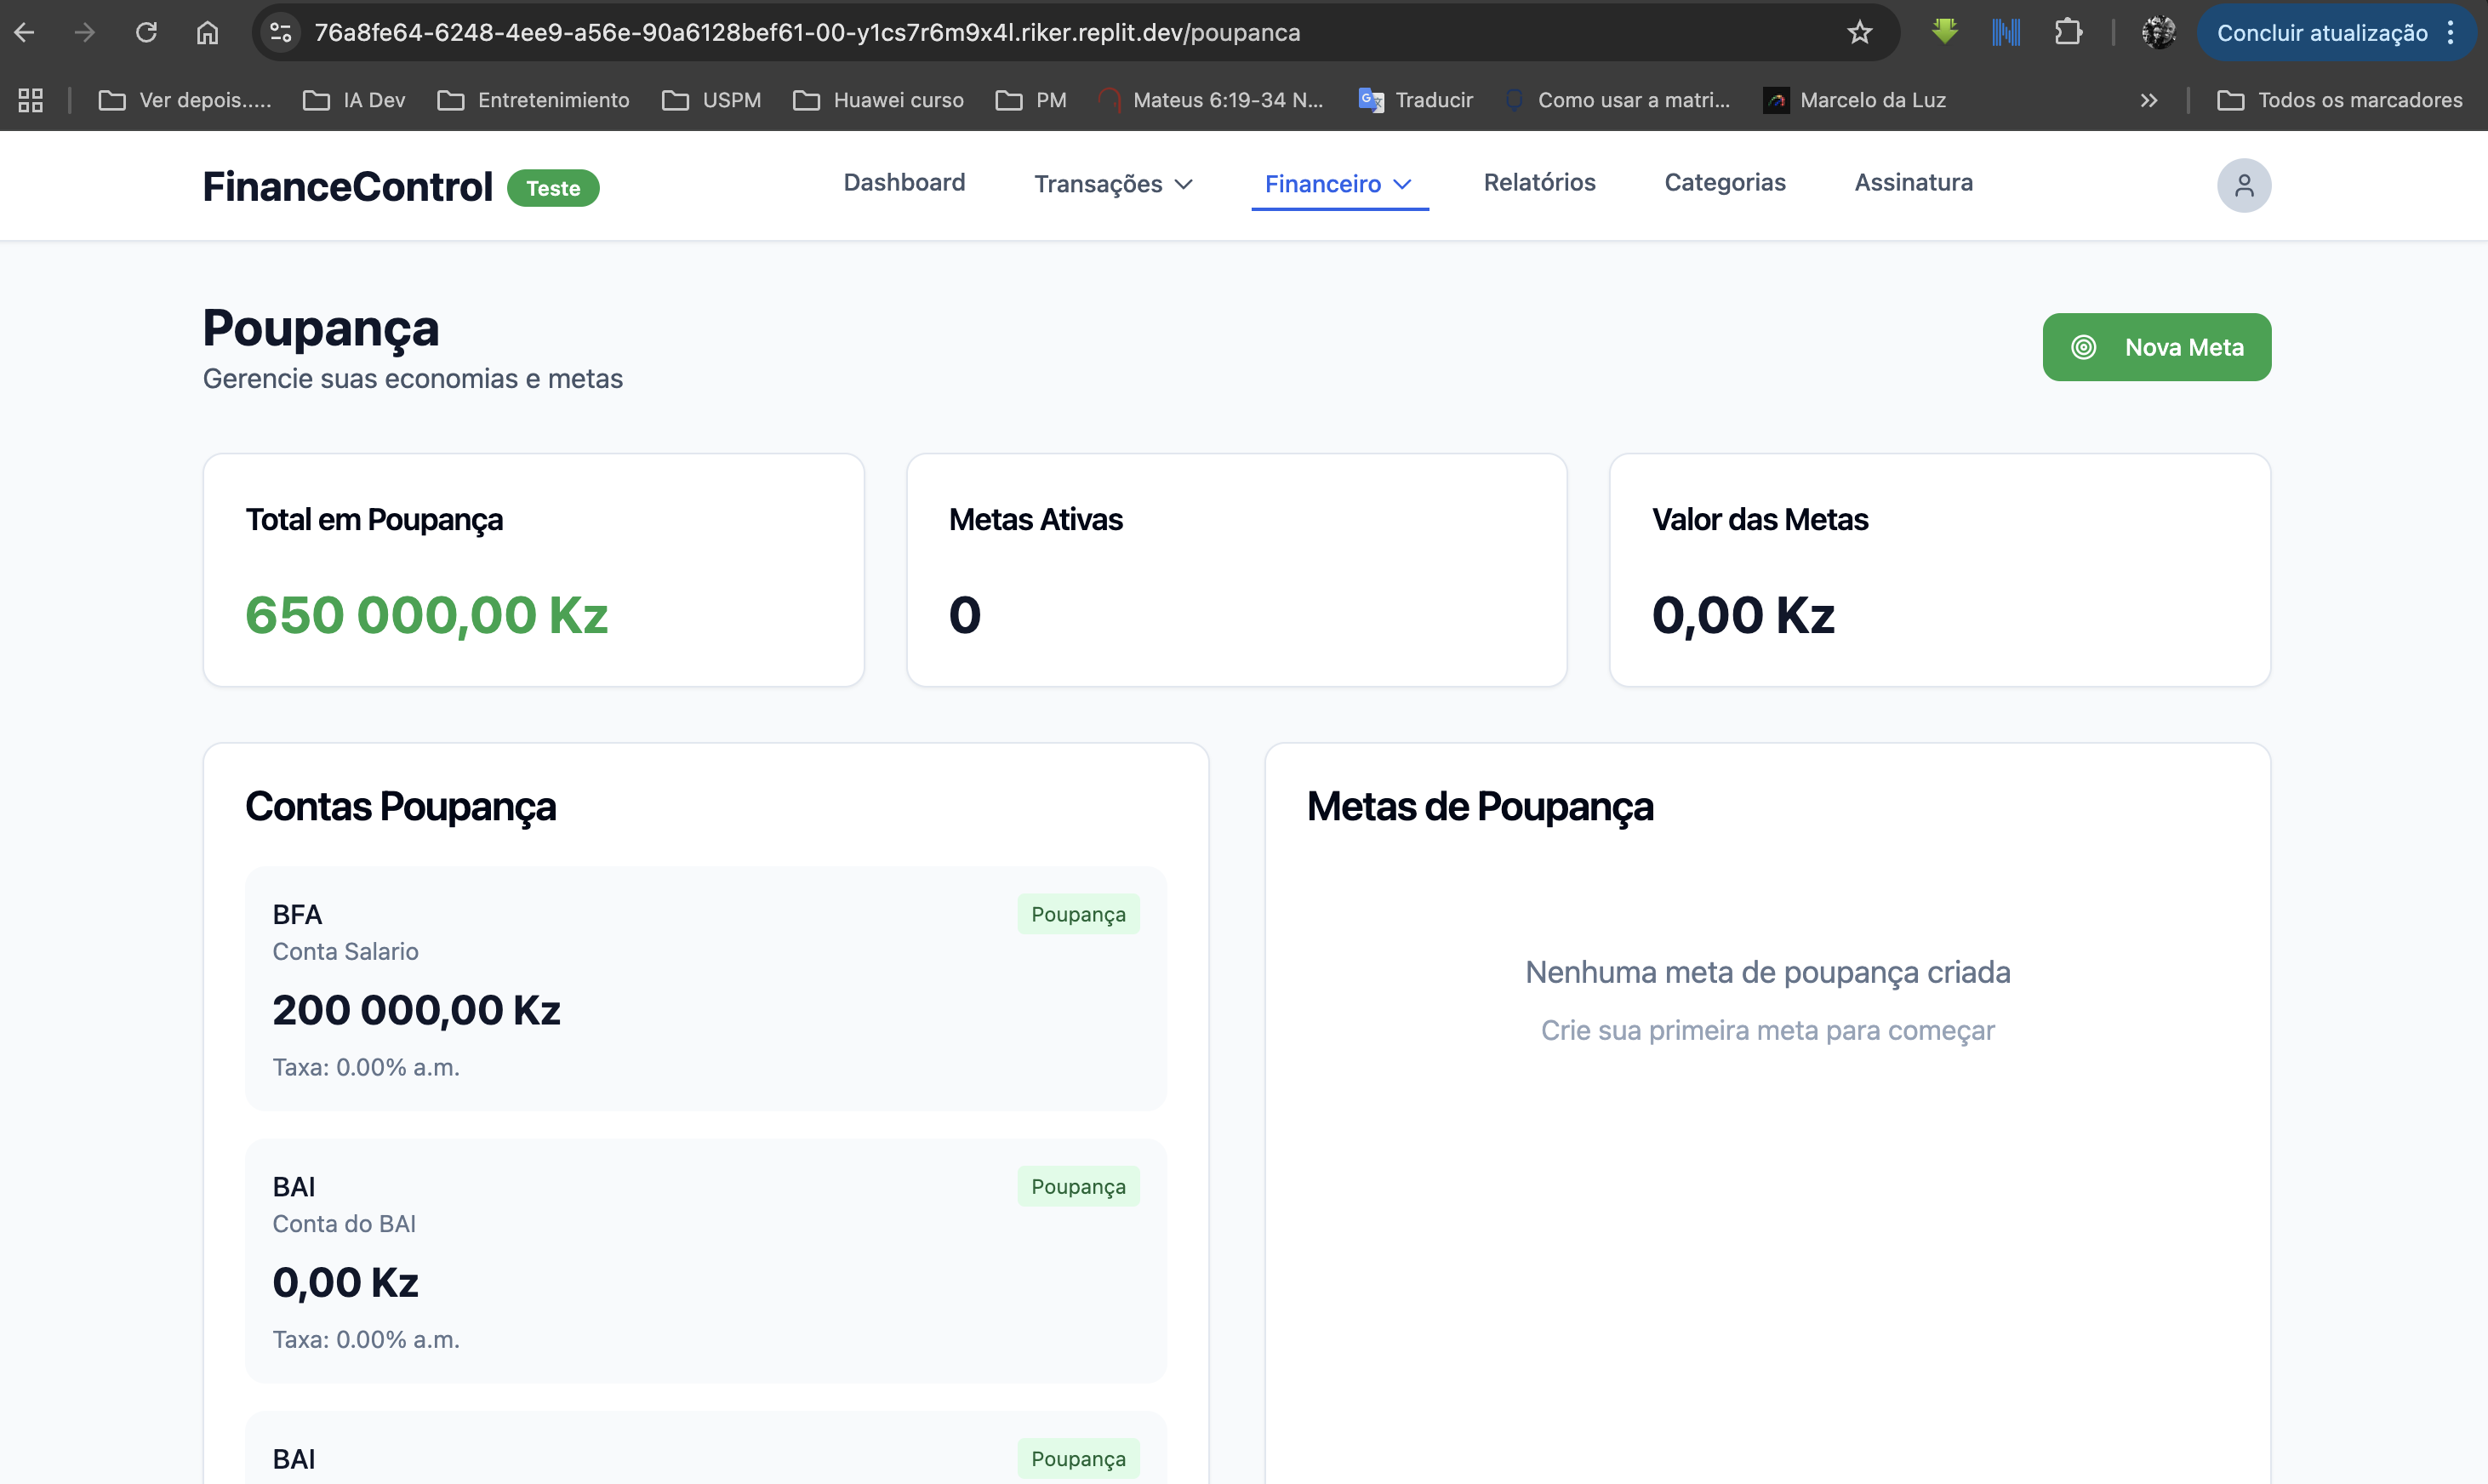 76a8fe64-6248-4ee9-a56e-90a6128bef61-00-y1cs7r6m9x4l.riker.replit.dev/poupanca
Concluir atualização
Ver depois..... IA Dev Entretenimiento USPM Huawei curso PM Mateus 6:19-34 N... Traducir Como usar a matri... Marcelo da Luz Todos os marcadores
FinanceControl Teste Dashboard Transações Financeiro Relatórios Categorias Assinatura
Poupança
Gerencie suas economias e metas
Nova Meta
Total em Poupança
650 000,00 Kz
Metas Ativas
0
Valor das Metas
0,00 Kz
Contas Poupança
BFA Poupança
Conta Salario
200 000,00 Kz
Taxa: 0.00% a.m.
BAI Poupança
Conta do BAI
0,00 Kz
Taxa: 0.00% a.m.
BAI Poupança
Metas de Poupança
Nenhuma meta de poupança criada
Crie sua primeira meta para começar